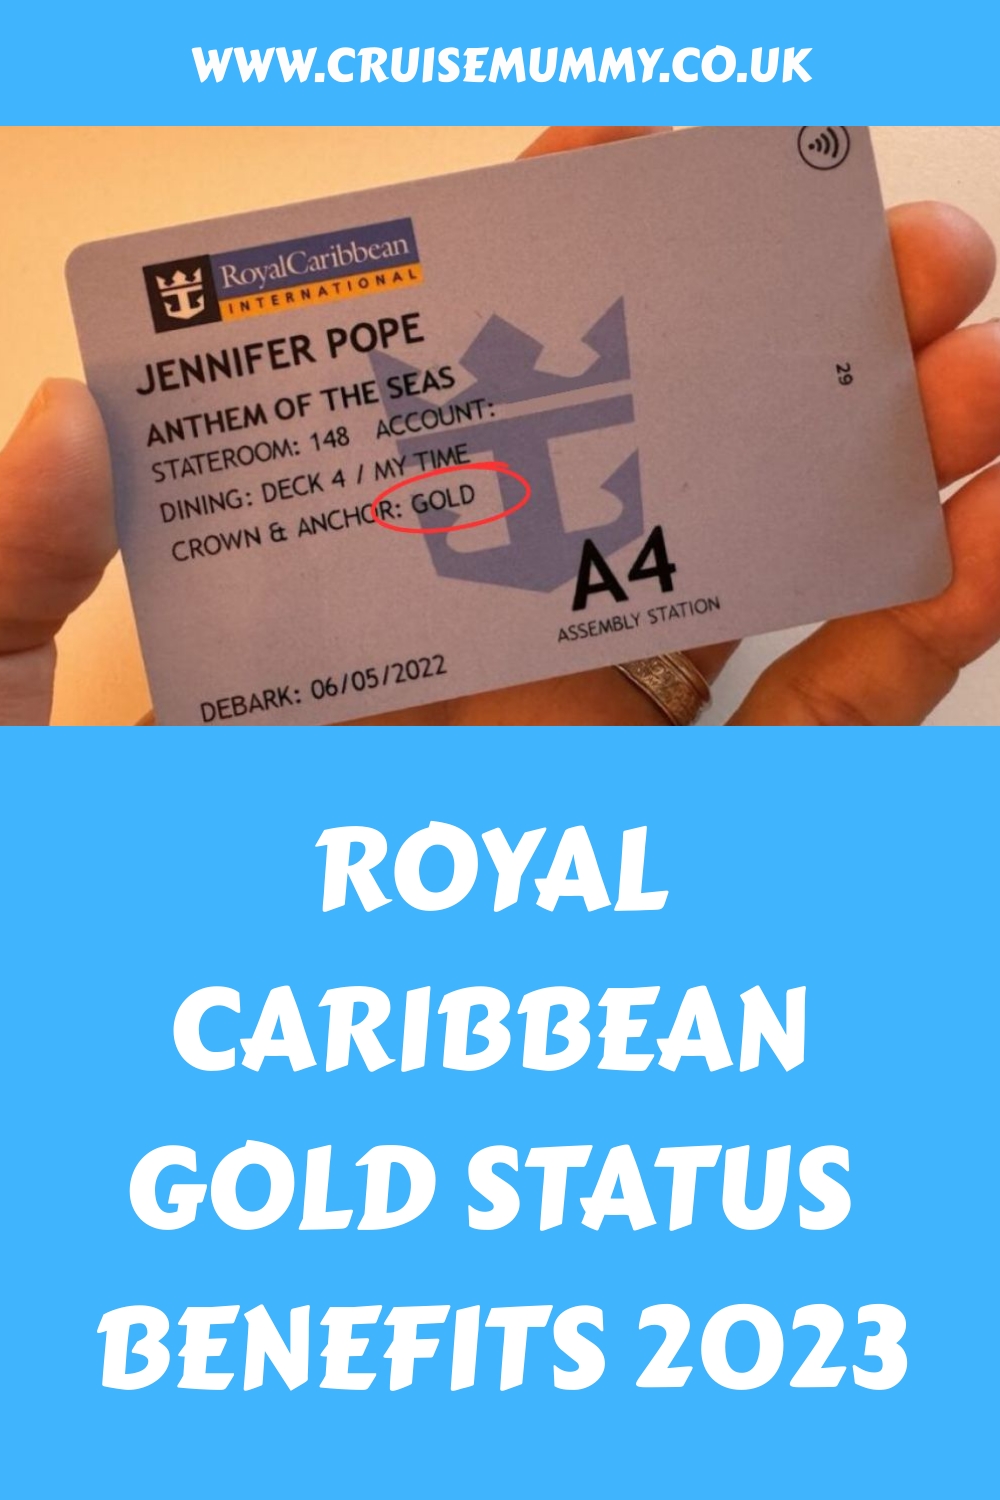 WWW.CRUISEMUMMY.CO.UK
RoyalCaribbean
INTERNATIONAL
JENNIFER POPE
ANTHEM OF THE SEAS
STATEROOM: 148 ACCOUNT:
DINING: DECK 4 / MY TIME
CROWN & ANCHOR: GOLD
29
A4
ASSEMBLY STATION
DEBARK: 06/05/2022
ROYAL
CARIBBEAN
GOLD STATUS
BENEFITS 2023